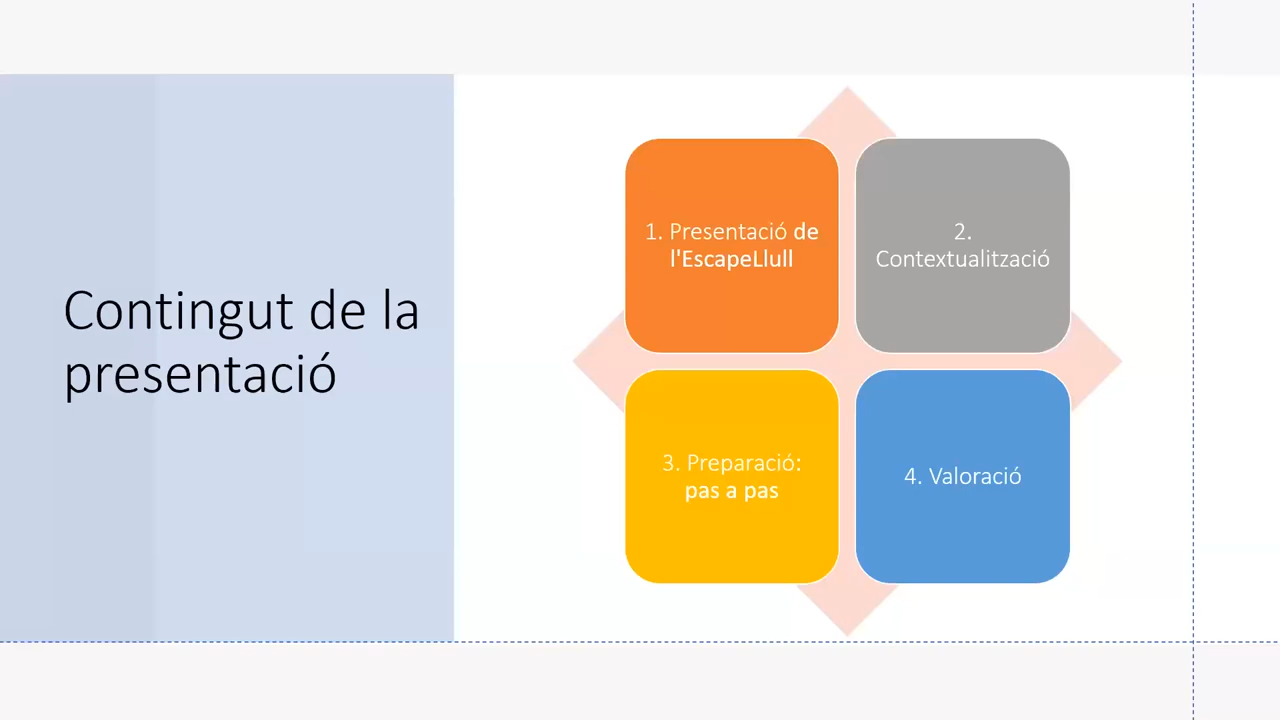 Contingut de la
presentació
1. Presentació de
l'EscapeLlull
2.
Contextualització
3. Preparació:
pas a pas
4. Valoració